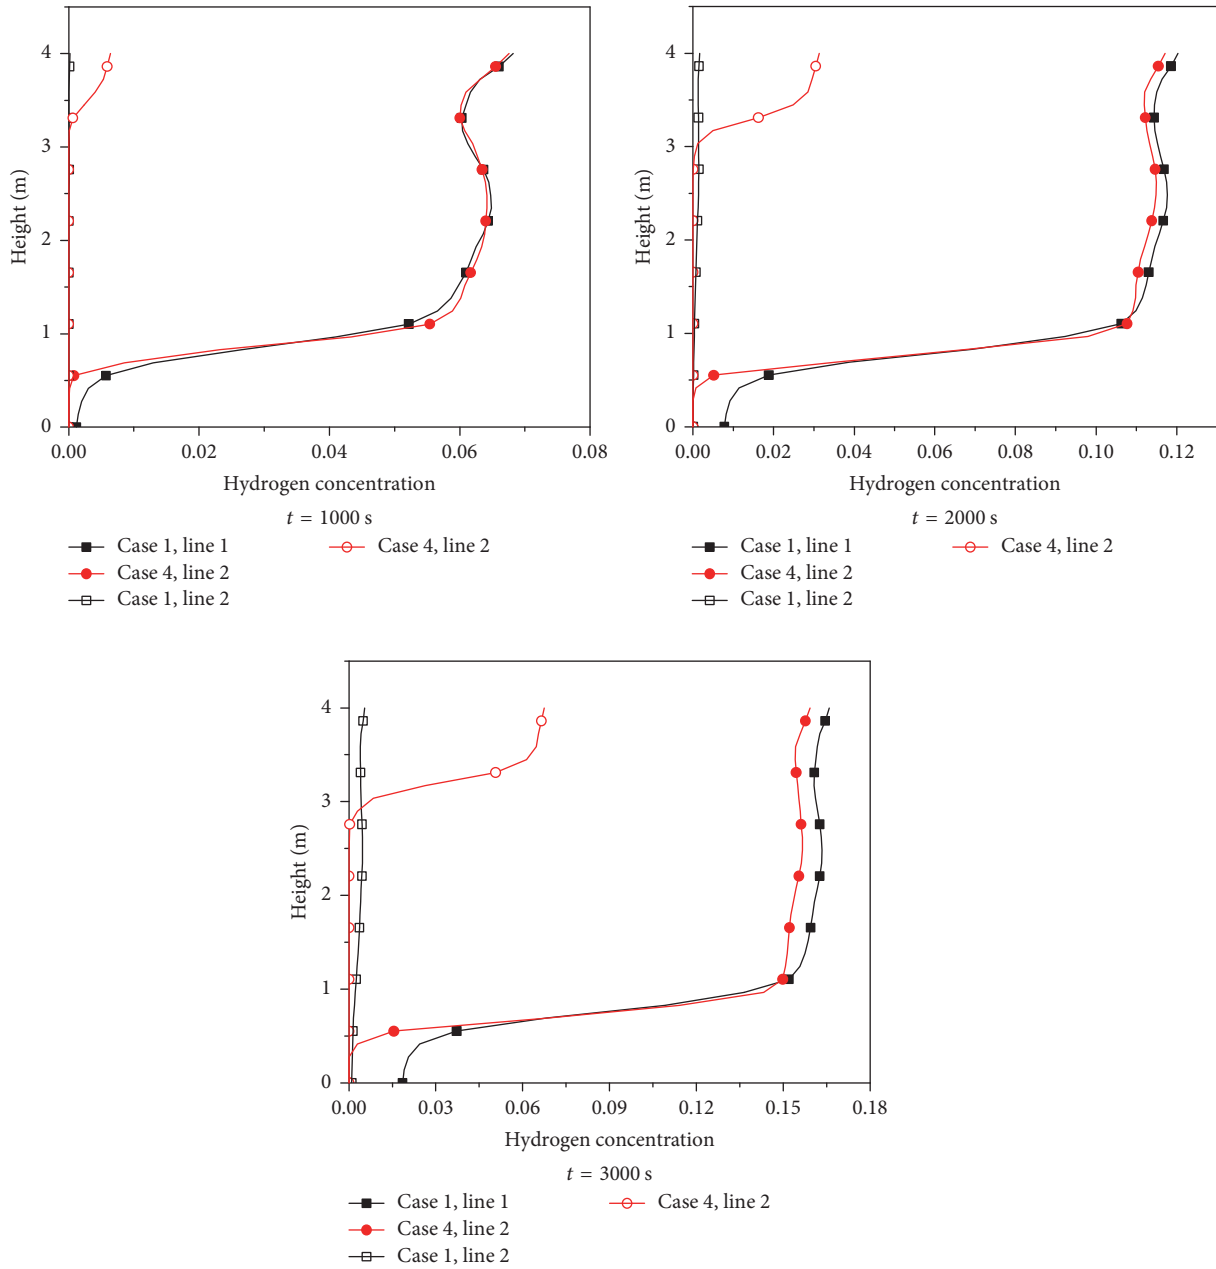 4
3
2
1
0
Height (m)
0.00 0.02 0.04 0.06 0.08
Hydrogen concentration
t = 1000 s
Case 1, line 1
Case 4, line 2
Case 1, line 2
Case 4, line 2
4
3
2
1
0
Height (m)
0.00 0.02 0.04 0.06 0.08 0.10 0.12
Hydrogen concentration
t = 2000 s
Case 1, line 1
Case 4, line 2
Case 1, line 2
Case 4, line 2
4
3
2
1
0
Height (m)
0.00 0.03 0.06 0.09 0.12 0.15 0.18
Hydrogen concentration
t = 3000 s
Case 1, line 1
Case 4, line 2
Case 1, line 2
Case 4, line 2